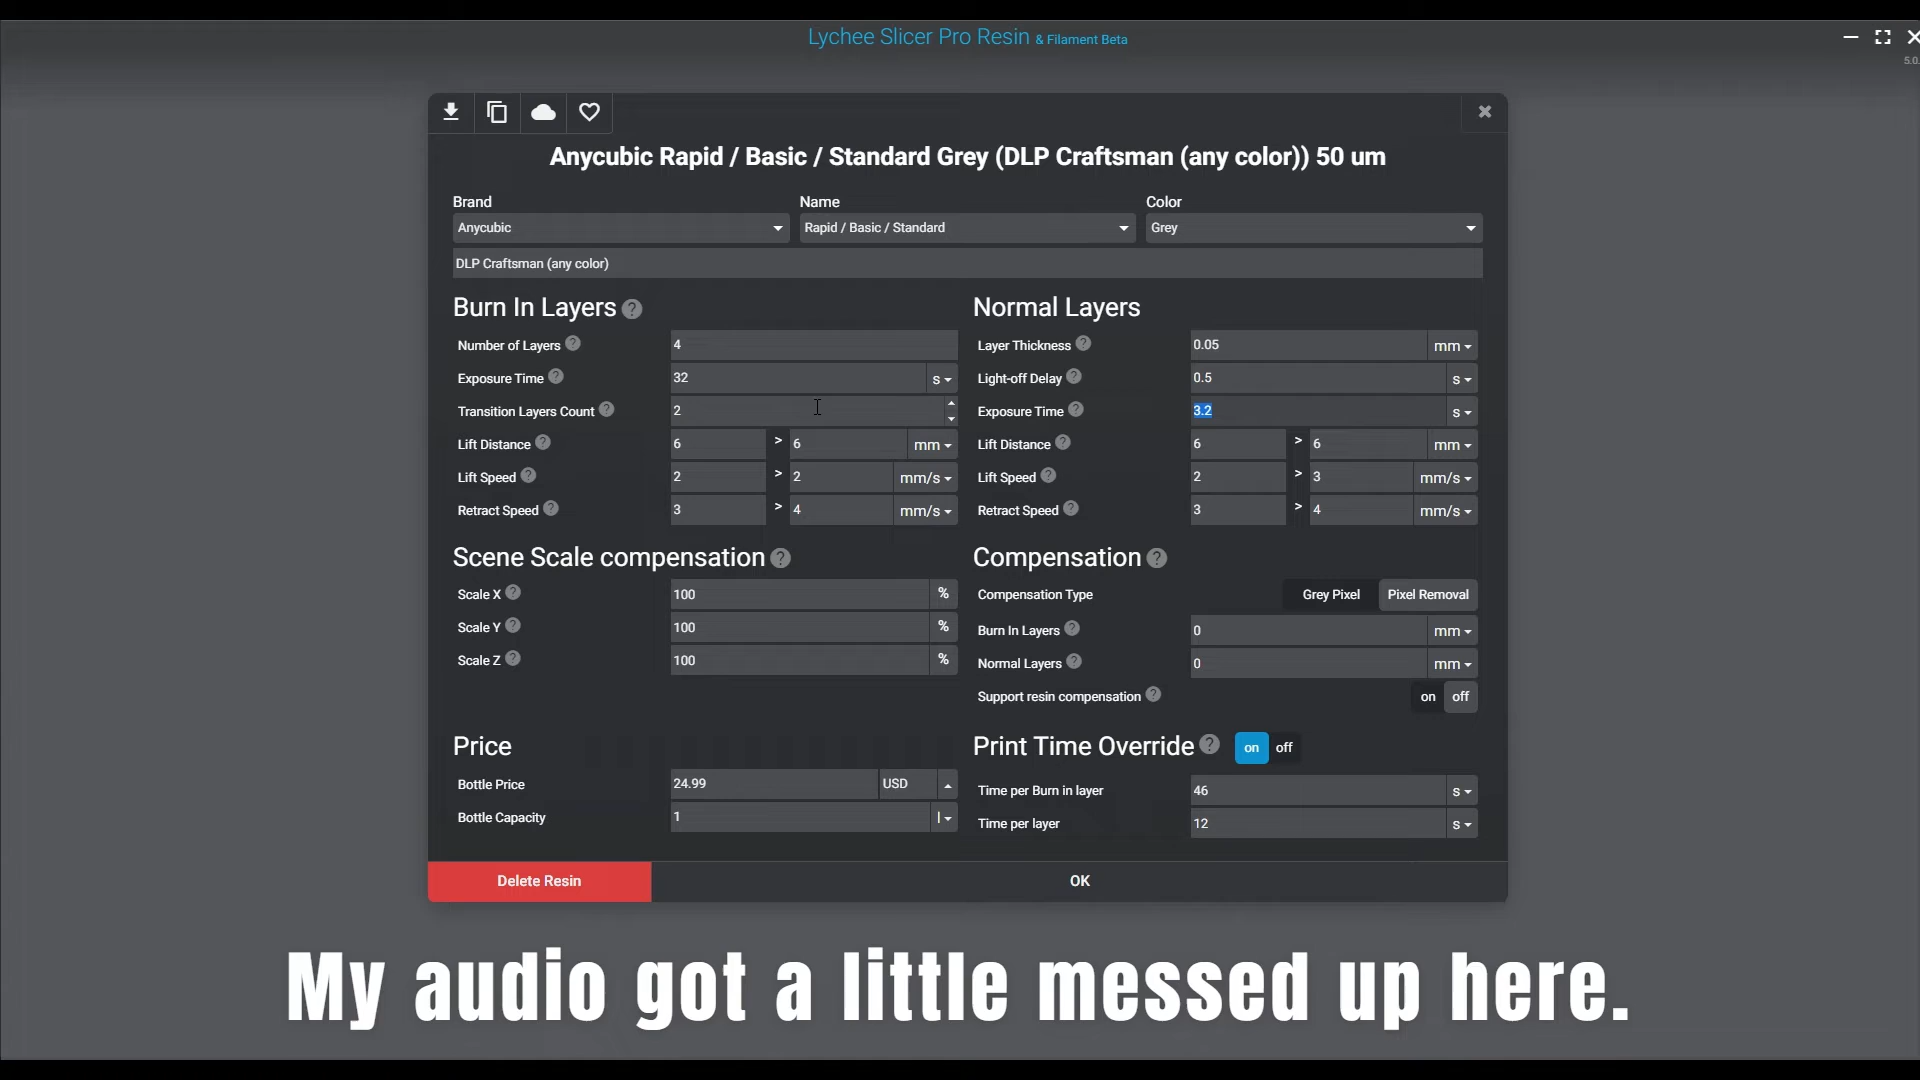 Lychee Slicer Pro Resin & Filament Beta
5.0.
Anycubic Rapid / Basic / Standard Grey (DLP Craftsman (any color)) 50 um
Brand Name Color
Anycubic Rapid / Basic / Standard Grey
DLP Craftsman (any color)
Burn In Layers ?
Number of Layers ? 4
Exposure Time ? 32 s
Transition Layers Count ? 2
Lift Distance ? 6 > 6 mm
Lift Speed ? 2 > 2 mm/s
Retract Speed ? 3 > 4 mm/s
Normal Layers
Layer Thickness ? 0.05 mm
Light-off Delay ? 0.5 s
Exposure Time ? 3.2 s
Lift Distance ? 6 > 6 mm
Lift Speed ? 2 > 3 mm/s
Retract Speed ? 3 > 4 mm/s
Scene Scale compensation ?
Scale X ? 100 %
Scale Y ? 100 %
Scale Z ? 100 %
Compensation ?
Compensation Type Grey Pixel Pixel Removal
Burn In Layers ? 0 mm
Normal Layers ? 0 mm
Support resin compensation ? on off
Price
Bottle Price 24.99 USD
Bottle Capacity 1 l
Print Time Override ? on off
Time per Burn in layer 46 s
Time per layer 12 s
Delete Resin OK
My audio got a little messed up here.